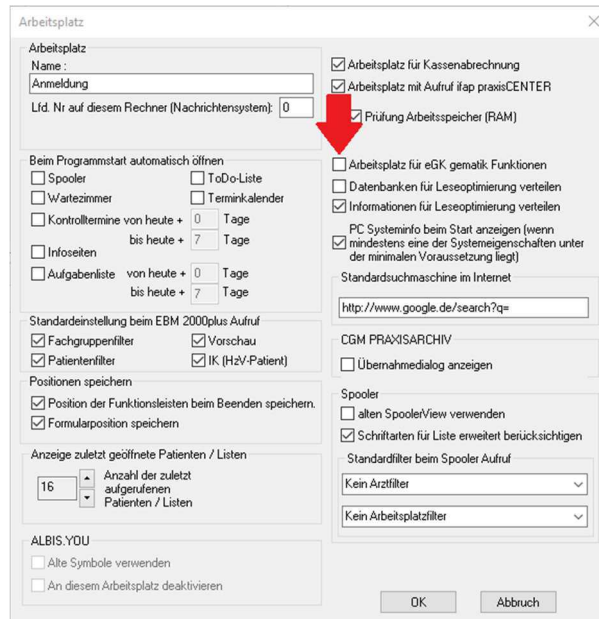 Arbeitsplatz
Arbeitsplatz
Name :
Anmeldung
Lfd. Nr auf diesem Rechner (Nachrichtensystem): 0
Arbeitsplatz für Kassenabrechnung
Arbeitsplatz mit Aufruf ifap praxisCENTER
Prüfung Arbeitsspeicher (RAM)
Beim Programmstart automatisch öffnen
Spooler ToDo-Liste
Wartezimmer Terminkalender
Kontrolltermine von heute + 0 Tage
bis heute + 7 Tage
Infoseiten
Aufgabenliste von heute + 0 Tage
bis heute + 7 Tage
Arbeitsplatz für eGK gematik Funktionen
Datenbanken für Leseoptimierung verteilen
Informationen für Leseoptimierung verteilen
PC Systeminfo beim Start anzeigen (wenn
mindestens eine der Systemeigenschaften unter
der minimalen Voraussetzung liegt)
Standardsuchmaschine im Internet
http://www.google.de/search?q=
Standardeinstellung beim EBM 2000plus Aufruf
Fachgruppenfilter Vorschau
Patientenfilter IK (HzV-Patient)
CGM PRAXISARCHIV
Übernahmedialog anzeigen
Positionen speichern
Position der Funktionsleisten beim Beenden speichern.
Formularposition speichern
Spooler
alten SpoolerView verwenden
Schriftarten für Liste erweitert berücksichtigen
Standardfilter beim Spooler Aufruf
Kein Arztfilter
Kein Arbeitsplatzfilter
Anzeige zuletzt geöffnete Patienten / Listen
16
Anzahl der zuletzt
aufgerufenen
Patienten / Listen
ALBIS.YOU
Alte Symbole verwenden
An diesem Arbeitsplatz deaktivieren
OK Abbruch